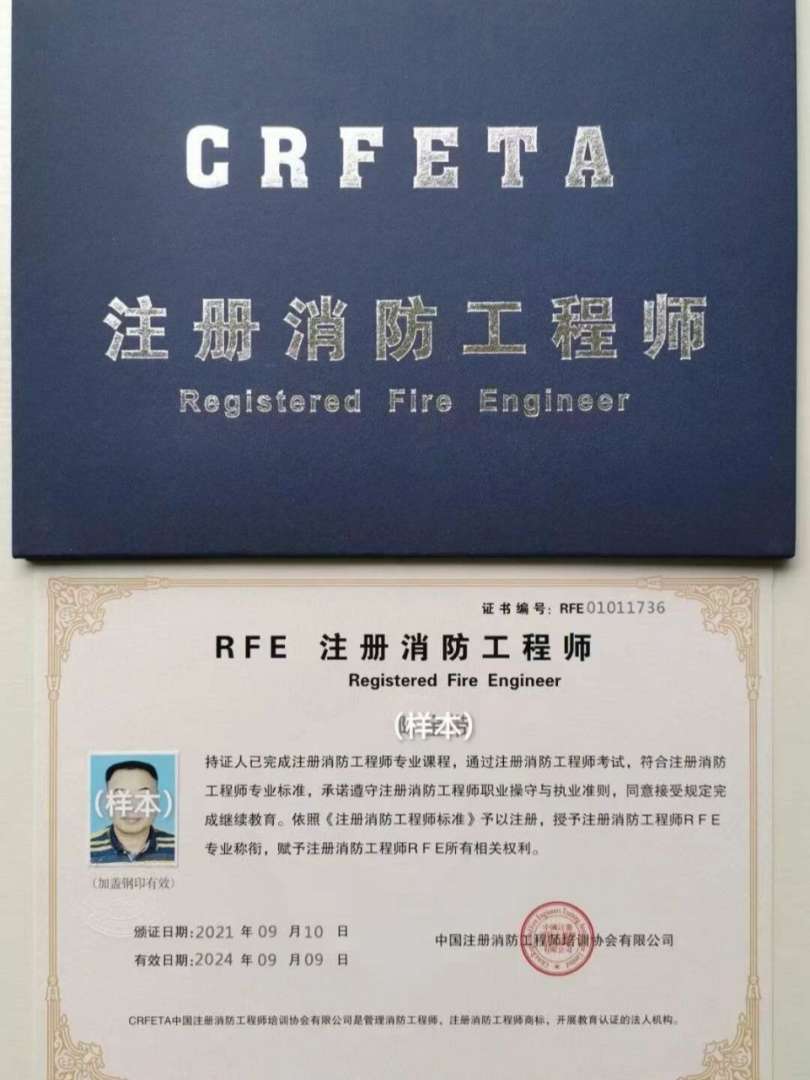 CRFETA
注册消防工程师
Registered Fire Engineer
证书编号：RFE01011736
RFE 注册消防工程师
Registered Fire Engineer
(样本)
持证人已完成注册消防工程师专业课程，通过注册消防工程师考试，符合注册消防
工程师专业标准，承诺遵守注册消防工程师职业操守与执业准则，同意接受规定完
成继续教育。依照《注册消防工程师标准》予以注册，授予注册消防工程师RFE
专业称衔，赋予注册消防工程师RFE所有相关权利。
(样本)
（加盖钢印有效）
颁证日期:2021 年 09 月 10 日
有效日期:2024 年 09 月 09 日
中国注册消防工程师培训协会有限公司
CRFETA中国注册消防工程师培训协会有限公司是管理消防工程师，注册消防工程师商标，开展教育认证的法人机构。